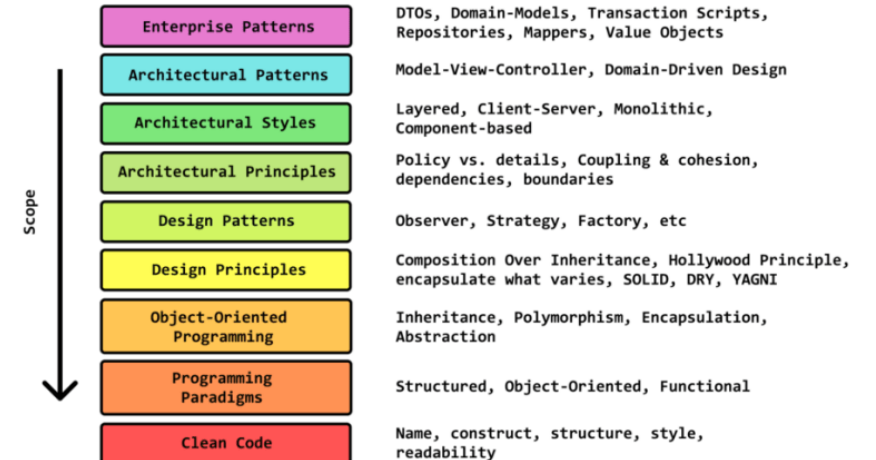 Enterprise Patterns
DTOs, Domain-Models, Transaction Scripts,
Repositories, Mappers, Value Objects
Architectural Patterns
Model-View-Controller, Domain-Driven Design
Architectural Styles
Layered, Client-Server, Monolithic,
Component-based
Architectural Principles
Policy vs. details, Coupling & cohesion,
dependencies, boundaries
Scope
Design Patterns
Observer, Strategy, Factory, etc
Design Principles
Composition Over Inheritance, Hollywood Principle,
encapsulate what varies, SOLID, DRY, YAGNI
Object-Oriented
Programming
Inheritance, Polymorphism, Encapsulation,
Abstraction
Programming
Paradigms
Structured, Object-Oriented, Functional
Clean Code
Name, construct, structure, style,
readability